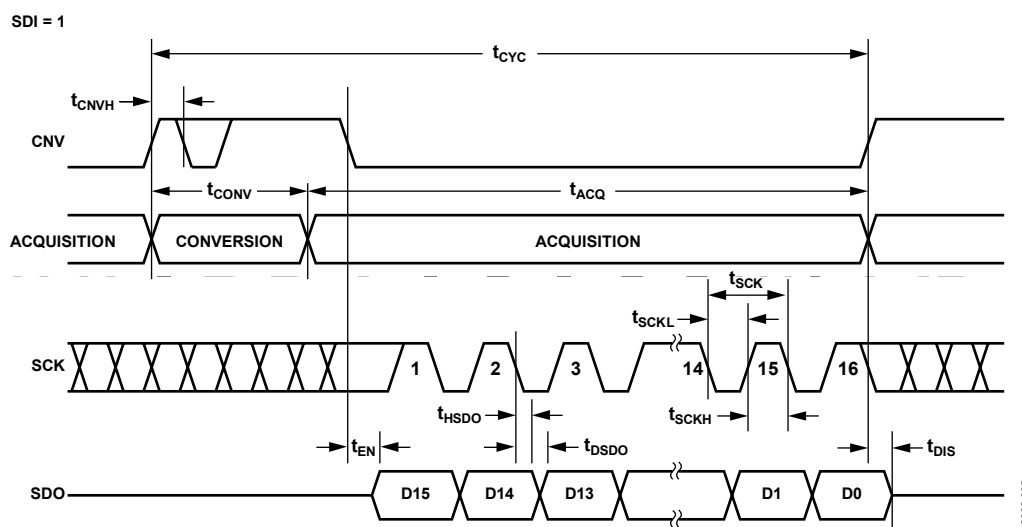 SDI = 1
tCYC
tCNVH
CNV
tCONV
tACQ
ACQUISITION
CONVERSION
ACQUISITION
tSCK
tSCKL
SCK
1
2
3
14
15
16
tHSDO
tSCKH
tEN
tDSDO
tDIS
SDO
D15
D14
D13
D1
D0